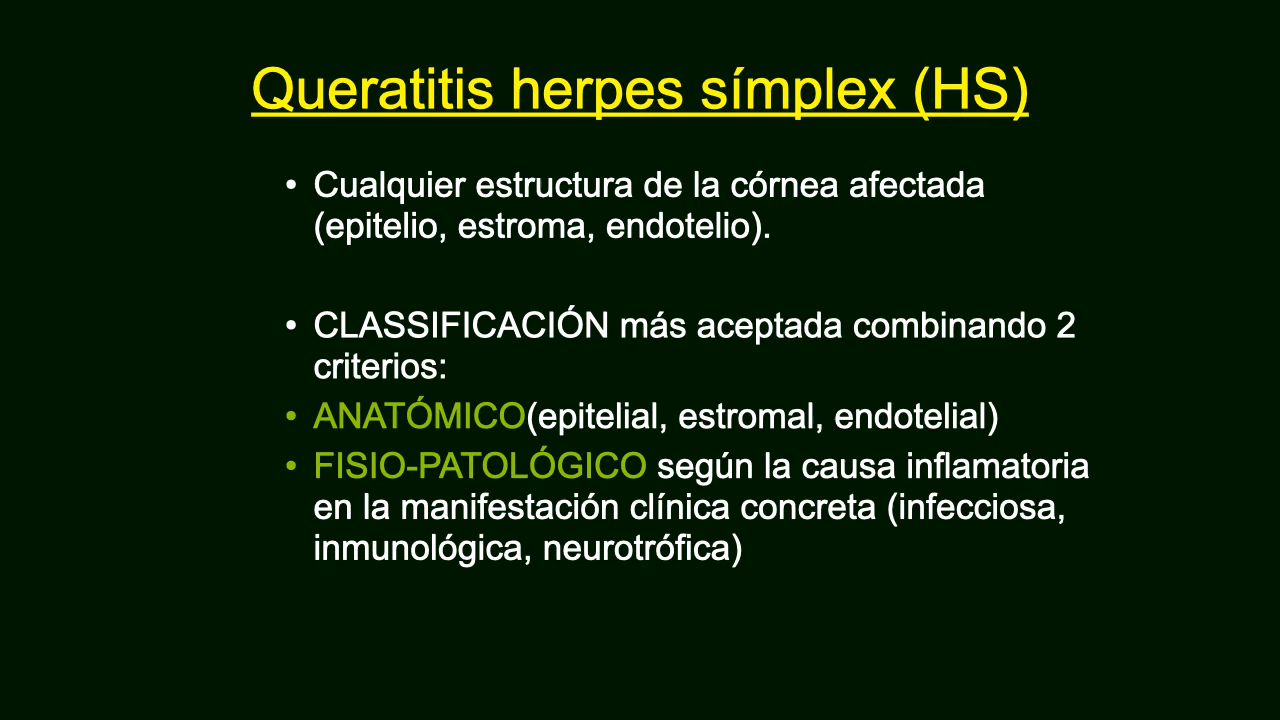 Queratitis herpes símplex (HS)
• Cualquier estructura de la córnea afectada
(epitelio, estroma, endotelio).
• CLASSIFICACIÓN más aceptada combinando 2
criterios:
• ANATÓMICO(epitelial, estromal, endotelial)
• FISIO-PATOLÓGICO según la causa inflamatoria
en la manifestación clínica concreta (infecciosa,
inmunológica, neurotrófica)